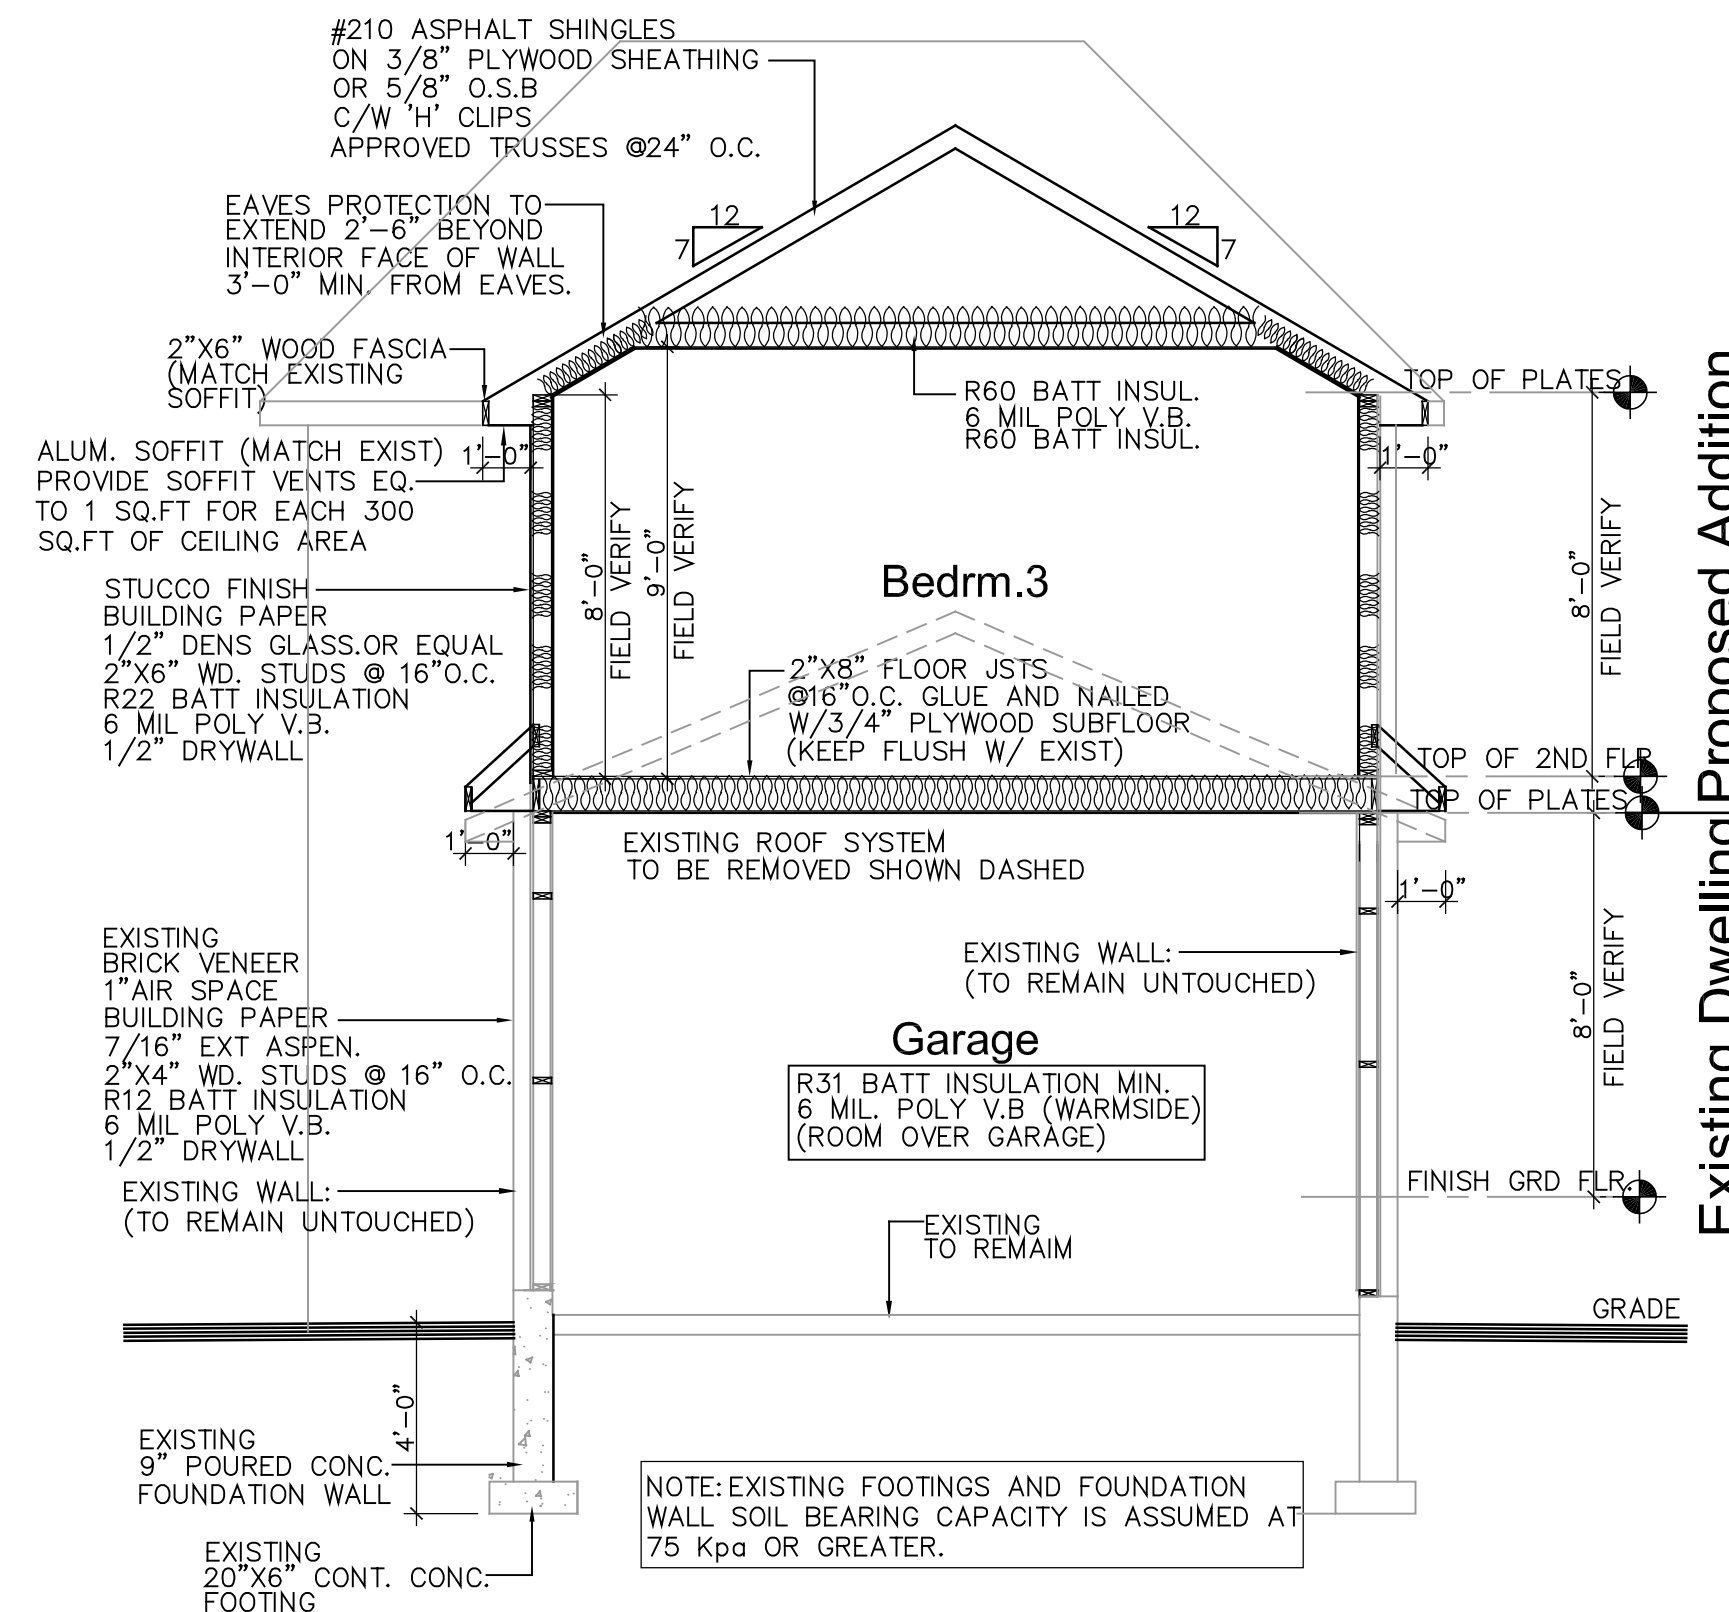 #210 ASPHALT SHINGLES
ON 3/8" PLYWOOD SHEATHING
OR 5/8" O.S.B
C/W 'H' CLIPS
APPROVED TRUSSES @24" O.C.
EAVES PROTECTION TO
EXTEND 2'-6" BEYOND
INTERIOR FACE OF WALL
3'-0" MIN. FROM EAVES.
12
7
12
7
2"X6" WOOD FASCIA
(MATCH EXISTING
SOFFIT)
ALUM. SOFFIT (MATCH EXIST)
PROVIDE SOFFIT VENTS EQ.
TO 1 SQ.FT FOR EACH 300
SQ.FT OF CEILING AREA
1'-0"
R60 BATT INSUL.
6 MIL POLY V.B.
R60 BATT INSUL.
1'-0"
TOP OF PLATES
STUCCO FINISH
BUILDING PAPER
1/2" DENS GLASS.OR EQUAL
2"X6" WD. STUDS @ 16"O.C.
R22 BATT INSULATION
6 MIL POLY V.B.
1/2" DRYWALL
8'-0"
FIELD VERIFY
9'-0"
FIELD VERIFY
Bedrm.3
2"X8" FLOOR JSTS
@16"O.C. GLUE AND NAILED
W/3/4" PLYWOOD SUBFLOOR
(KEEP FLUSH W/ EXIST)
8'-0"
FIELD VERIFY
TOP OF 2ND FLR
TOP OF PLATES
1'-0"
EXISTING ROOF SYSTEM
TO BE REMOVED SHOWN DASHED
1'-0"
EXISTING
BRICK VENEER
1"AIR SPACE
BUILDING PAPER
7/16" EXT ASPEN.
2"X4" WD. STUDS @ 16" O.C.
R12 BATT INSULATION
6 MIL POLY V.B.
1/2" DRYWALL
EXISTING WALL:
(TO REMAIN UNTOUCHED)
EXISTING WALL:
(TO REMAIN UNTOUCHED)
Garage
R31 BATT INSULATION MIN.
6 MIL. POLY V.B (WARMSIDE)
(ROOM OVER GARAGE)
8'-0"
FIELD VERIFY
FINISH GRD FLR.
EXISTING
TO REMAIM
GRADE
4'-0"
EXISTING
9" POURED CONC.
FOUNDATION WALL
EXISTING
20"X6" CONT. CONC.
FOOTING
NOTE: EXISTING FOOTINGS AND FOUNDATION
WALL SOIL BEARING CAPACITY IS ASSUMED AT
75 Kpa OR GREATER.
Proposed Addition
Existing Dwelling